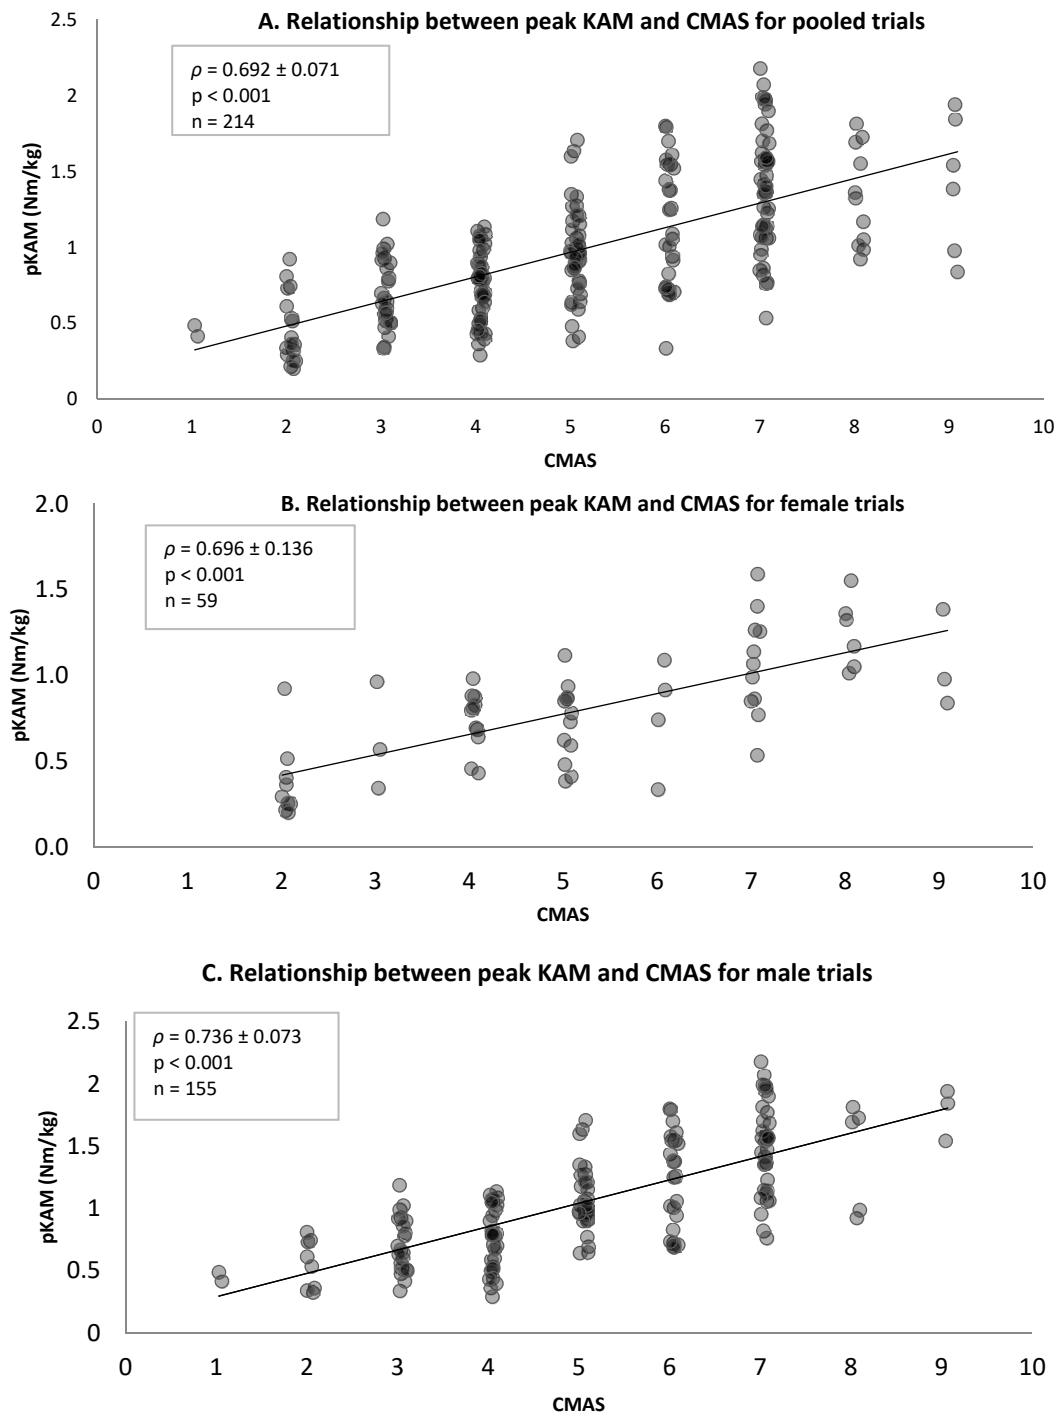 A. Relationship between peak KAM and CMAS for pooled trials
ρ = 0.692 ± 0.071
p < 0.001
n = 214
pKAM (Nm/kg)
2.5
2
1.5
1
0.5
0
0 1 2 3 4 5 6 7 8 9 10
CMAS
B. Relationship between peak KAM and CMAS for female trials
ρ = 0.696 ± 0.136
p < 0.001
n = 59
pKAM (Nm/kg)
2.0
1.5
1.0
0.5
0.0
0 1 2 3 4 5 6 7 8 9 10
CMAS
C. Relationship between peak KAM and CMAS for male trials
ρ = 0.736 ± 0.073
p < 0.001
n = 155
pKAM (Nm/kg)
2.5
2
1.5
1
0.5
0
0 1 2 3 4 5 6 7 8 9 10
CMAS